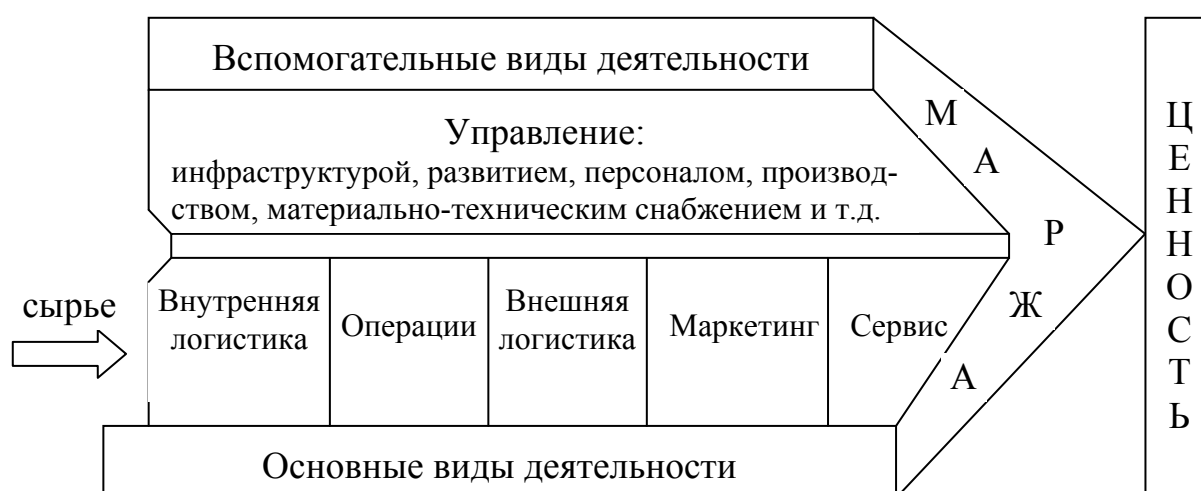 Вспомогательные виды деятельности
Управление:
инфраструктурой, развитием, персоналом, производ-
ством, материально-техническим снабжением и т.д.
сырье
Внутренняя
логистика
Операции
Внешняя
логистика
Маркетинг
Сервис
Основные виды деятельности
М
А
Р
Ж
А
Ц
Е
Н
Н
О
С
Т
Ь